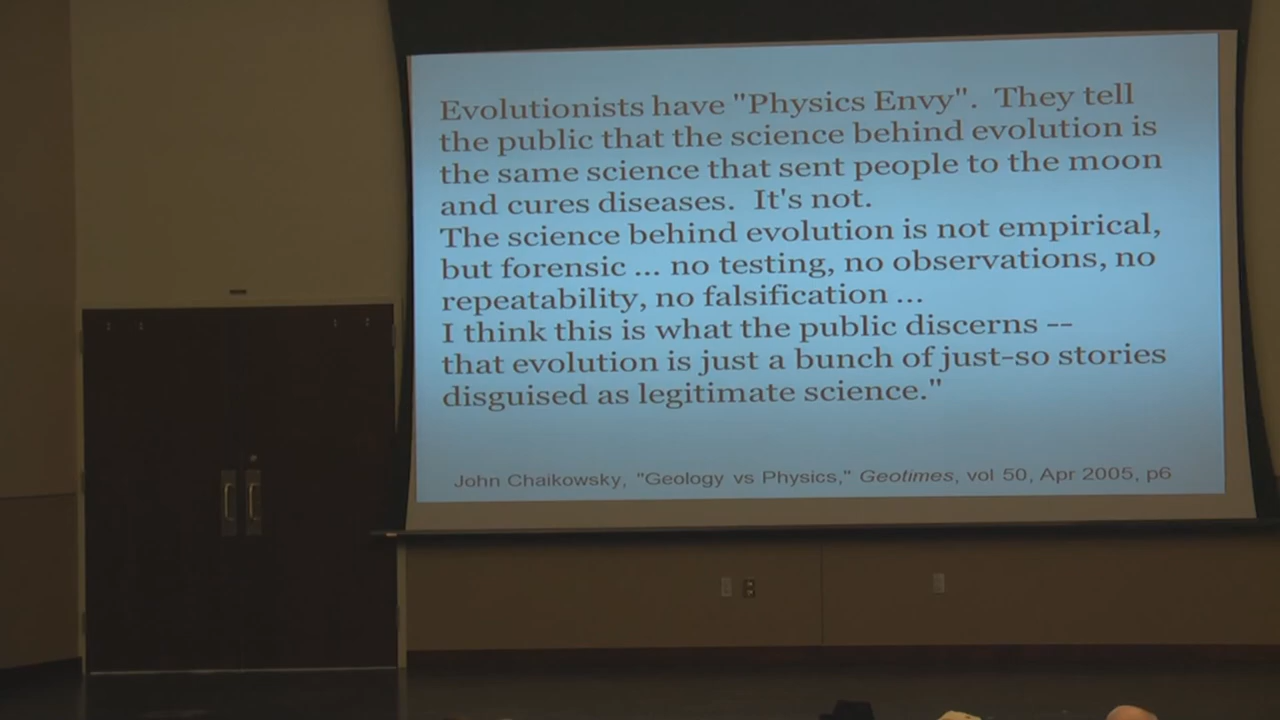 Evolutionists have "Physics Envy". They tell
the public that the science behind evolution is
the same science that sent people to the moon
and cures diseases. It's not.
The science behind evolution is not empirical,
but forensic ... no testing, no observations, no
repeatability, no falsification ...
I think this is what the public discerns --
that evolution is just a bunch of just-so stories
disguised as legitimate science."
John Chaikowsky, "Geology vs Physics," Geotimes, vol 50, Apr 2005, p6